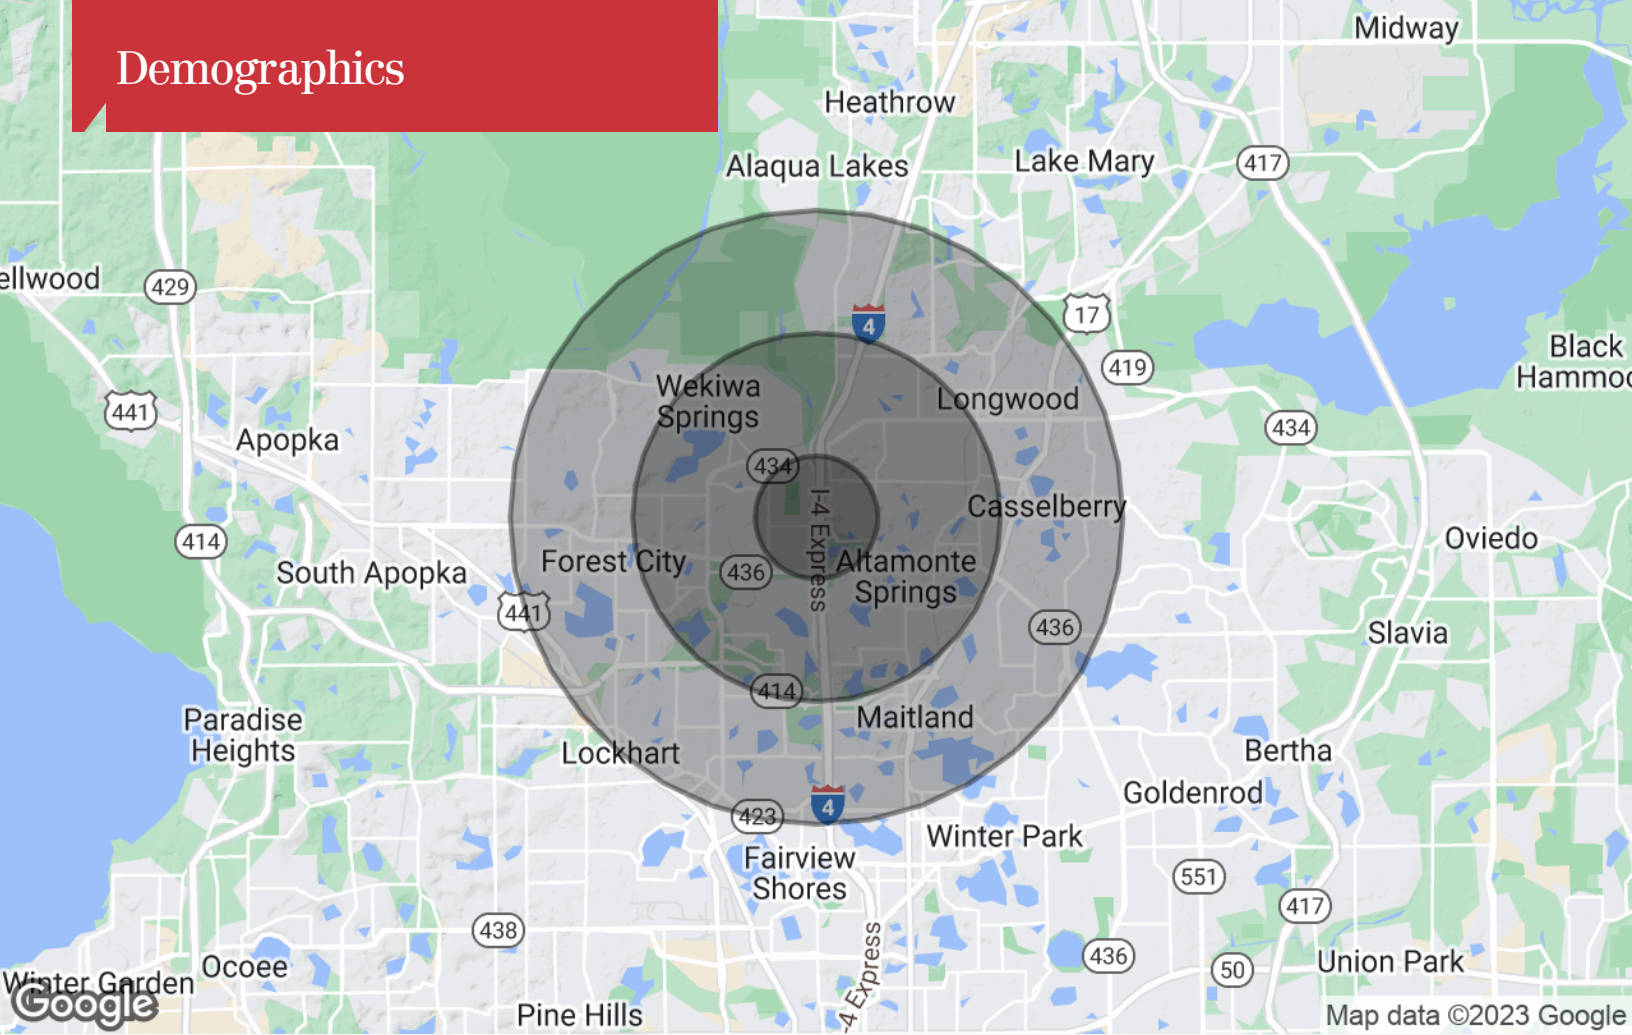 Demographics
Midway
Heathrow
Alaqua Lakes
Lake Mary
417
ellwood
429
4
17
Black
Hammoc
419
Wekiwa
Springs
Longwood
441
434
Apopka
434
I-4 Express
Casselberry
414
Oviedo
Forest City
436
Altamonte
Springs
South Apopka
441
436
Slavia
414
Paradise
Heights
Maitland
Lockhart
Bertha
Goldenrod
423
4
Winter Park
Fairview
Shores
551
417
438
-4 Express
436
50
Union Park
Ocoee
Winter Garden
Google
Pine Hills
Map data ©2023 Google